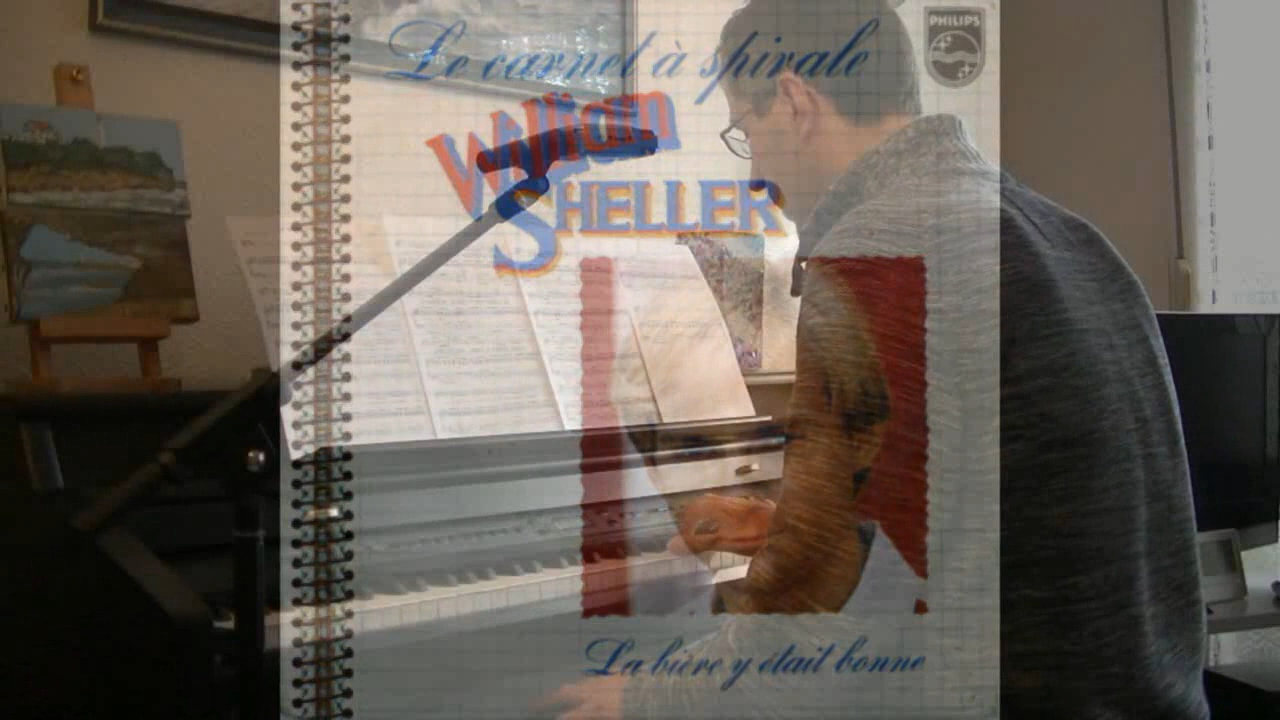 Le carnet à spirale
PHILIPS
William
SHELLER
La bière y était bonne